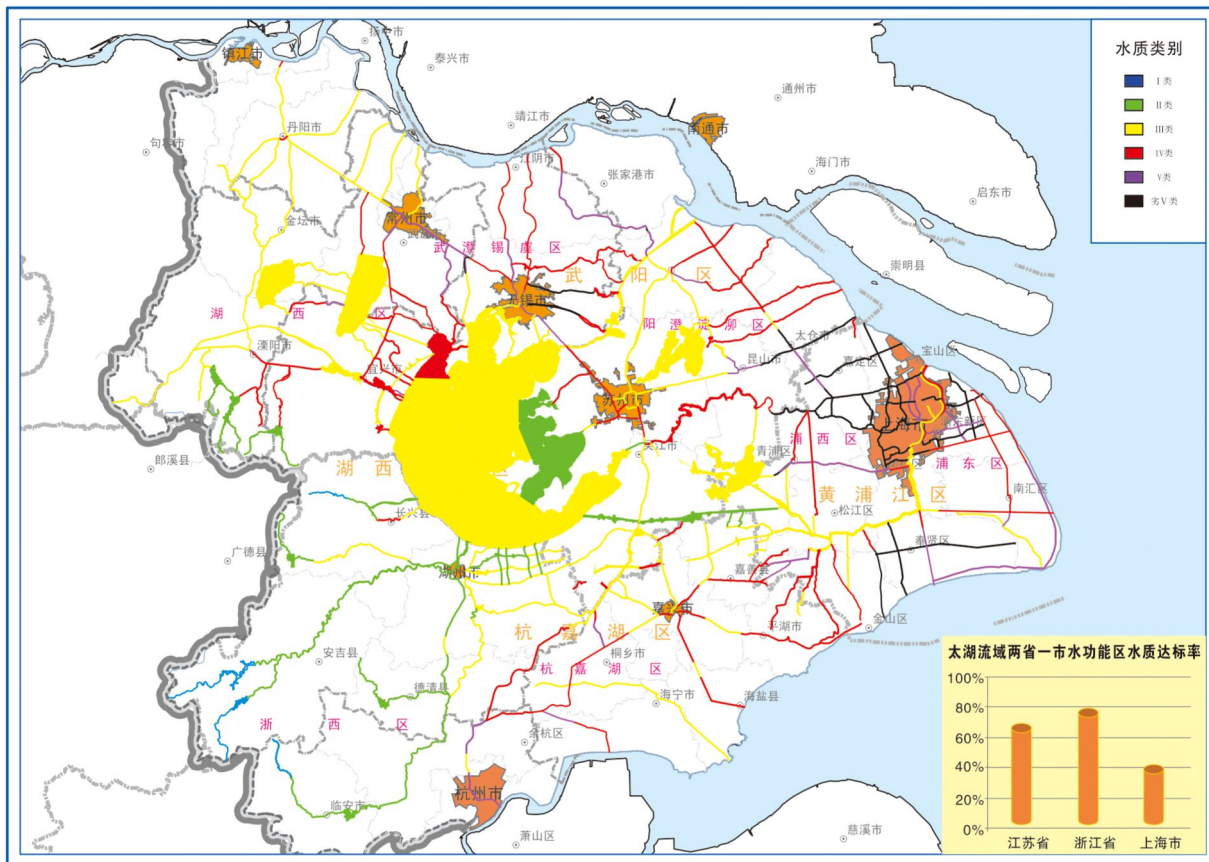 水质类别
I类
II类
III类
IV类
V类
劣V类
扬中市
镇江市
泰兴市
通州市
靖江市
南通市
丹阳市
句容市
江阴市
海门市
张家港市
启东市
常州市
金坛市
武澄锡虞区
武阳区
崇明县
无锡市
湖西区
阳澄淀泖区
太仓市
宝山区
溧阳市
宜兴市
昆山市
嘉定区
苏州市
上海市
浦东新区
吴江市
青浦区
浦西区
浦东区
郎溪县
湖西
黄浦江区
南汇区
长兴县
松江区
奉贤区
广德县
湖州市
嘉善县
嘉兴市
金山区
杭嘉湖区
平湖市
安吉县
桐乡市
杭嘉湖区
德清县
海宁市
海盐县
浙西区
余杭区
临安市
杭州市
萧山区
慈溪市
太湖流域两省一市水功能区水质达标率
100%
80%
60%
40%
20%
0%
江苏省
浙江省
上海市